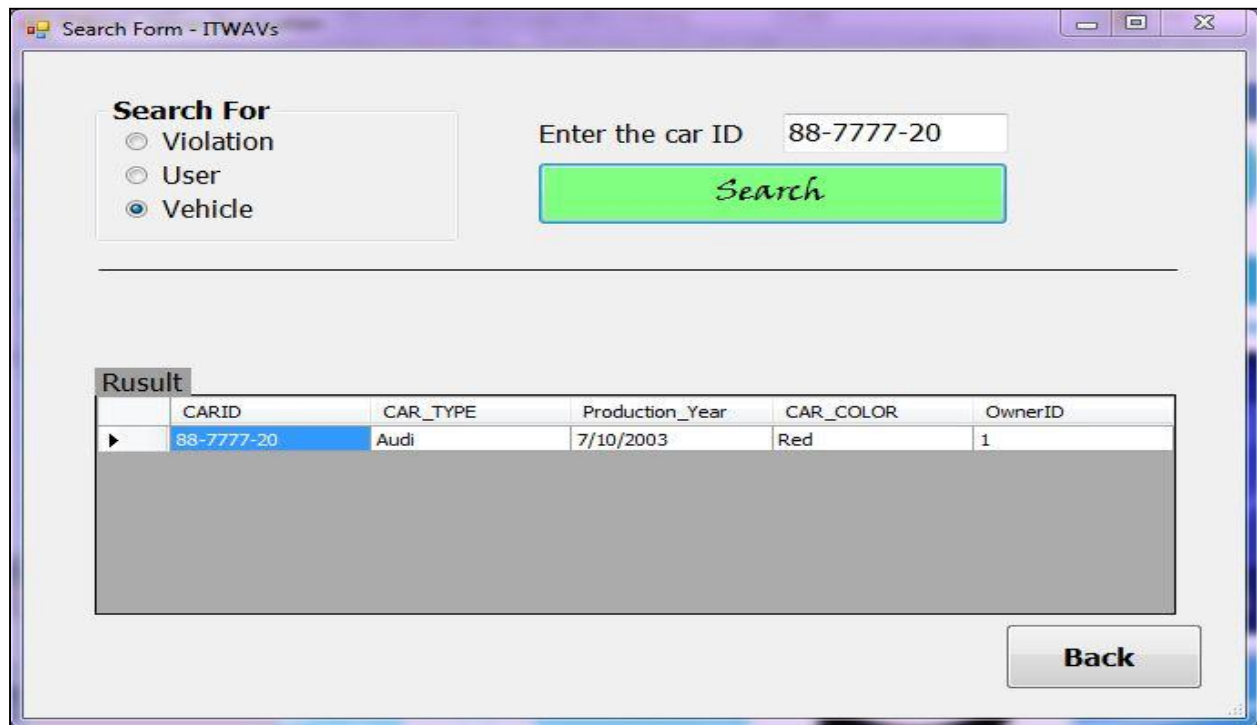 Search Form - ITWAVs
Search For
Violation
User
Vehicle
Enter the car ID 88-7777-20
Search
Rusult
CARID CAR_TYPE Production_Year CAR_COLOR OwnerID
88-7777-20 Audi 7/10/2003 Red 1
Back